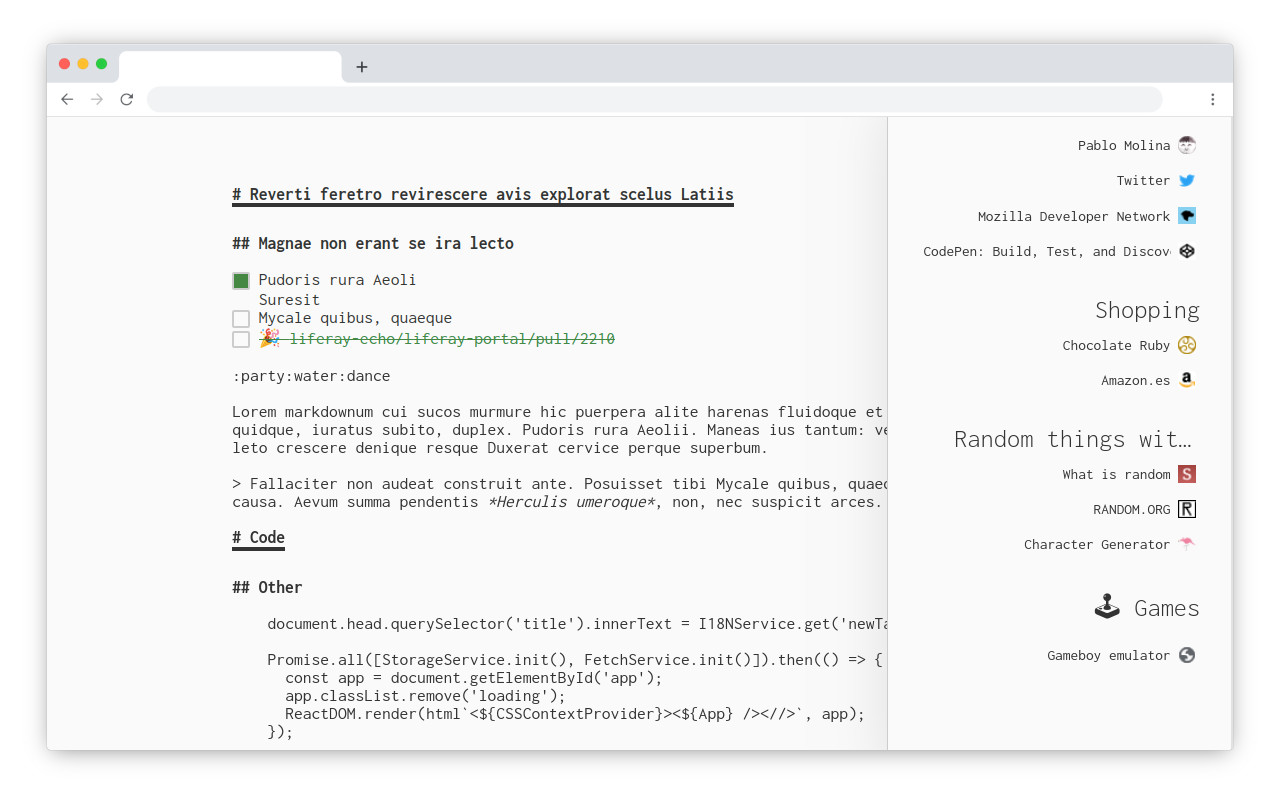 # Reverti feretro revirescere avis explorat scelus Latiis
## Magnae non erant se ira lecto
Pudoris rura Aeoli
Suresit
Mycale quibus, quaeque
🎉 liferay-echo/liferay-portal/pull/2210
:party:water:dance
Lorem markdownum cui sucos murmure hic puerpera alite harenas fluidoque et
quidque, iuratus subito, duplex. Pudoris rura Aeolii. Maneas ius tantum: ve
leto crescere denique resque Duxerat cervice perque superbum.
> Fallaciter non audeat construit ante. Posuisset tibi Mycale quibus, quaeq
causa. Aevum summa pendentis *Herculis umeroque*, non, nec suspicit arces.
# Code
## Other
document.head.querySelector('title').innerText = I18NService.get('newTa
Promise.all([StorageService.init(), FetchService.init()]).then(() => {
const app = document.getElementById('app');
app.classList.remove('loading');
ReactDOM.render(html`<${CSSContextProvider}><${App} /><//>`, app);
});
Pablo Molina
Twitter
Mozilla Developer Network
CodePen: Build, Test, and Discov
Shopping
Chocolate Ruby
Amazon.es
Random things wit…
What is random
RANDOM.ORG
Character Generator
🕹 Games
Gameboy emulator